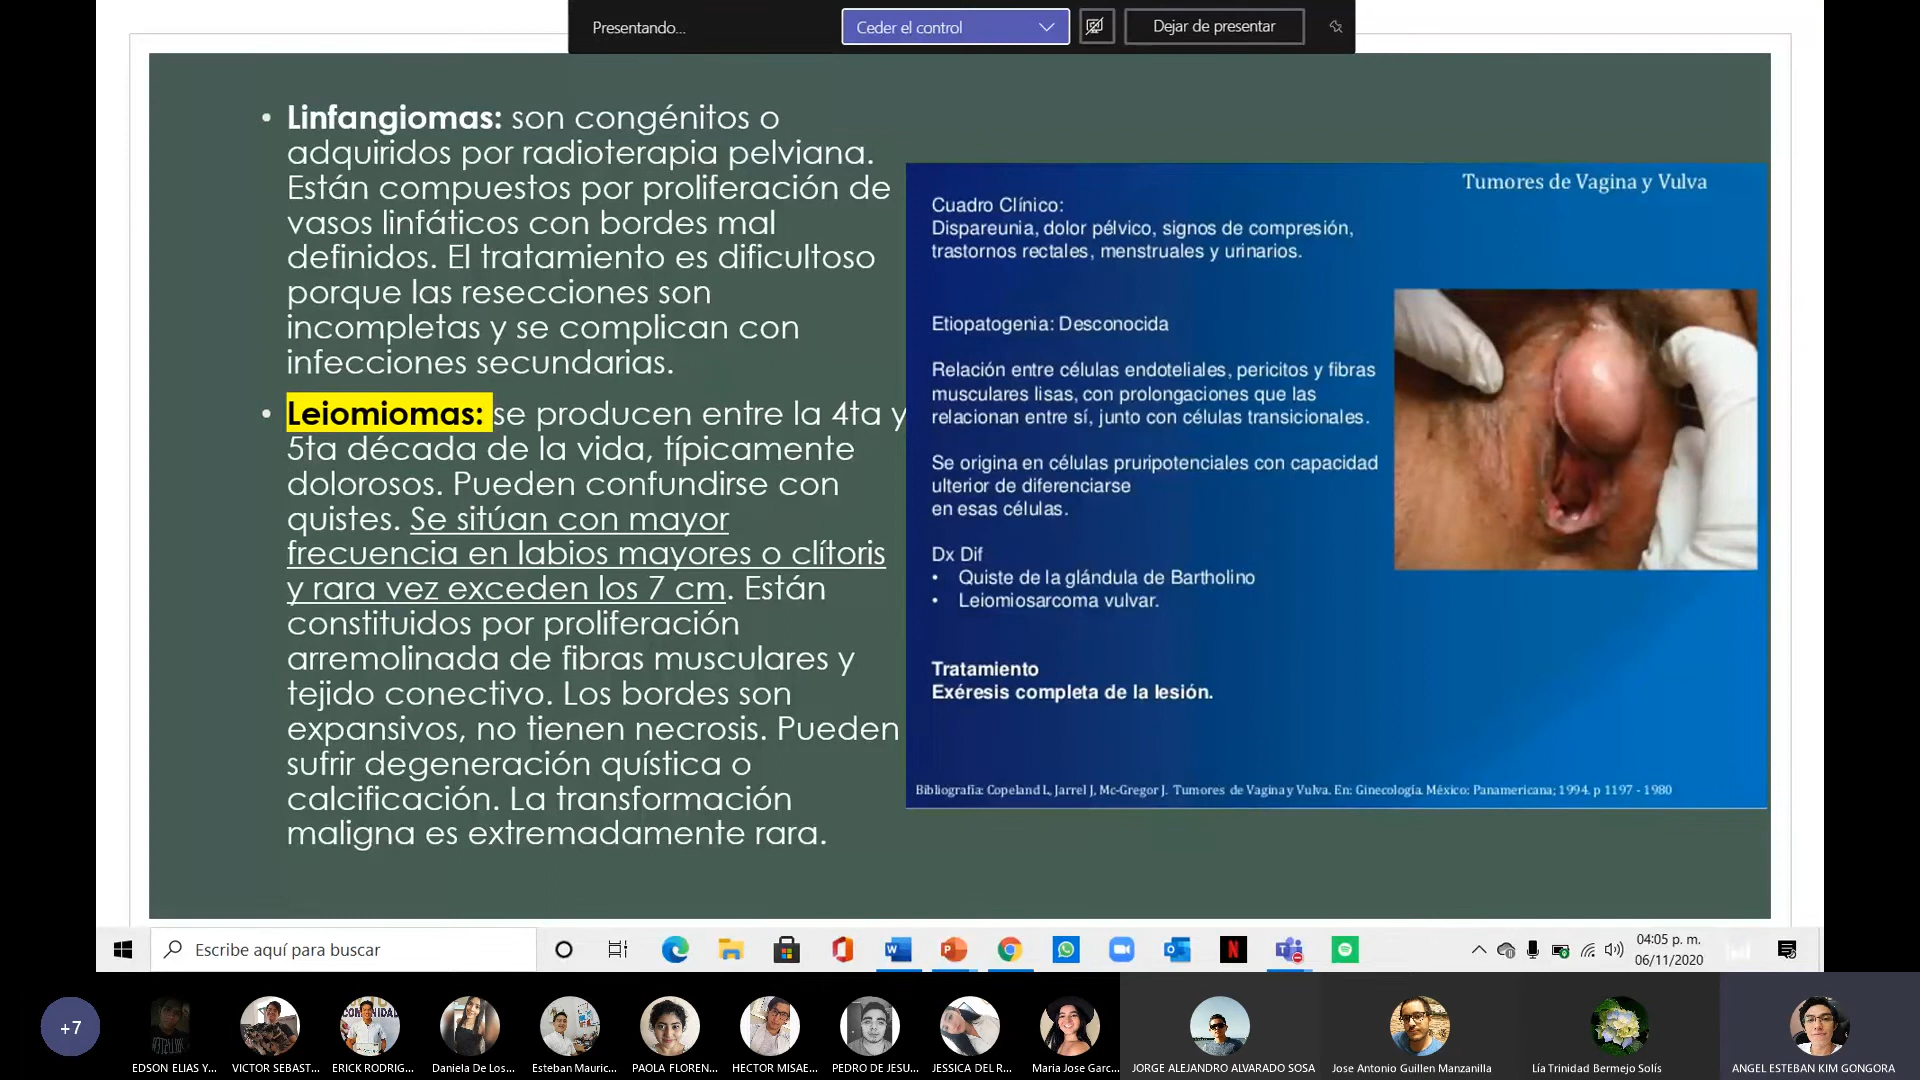 Presentando...
Ceder el control
Dejar de presentar
• Linfangiomas: son congénitos o
adquiridos por radioterapia pelviana.
Están compuestos por proliferación de
vasos linfáticos con bordes mal
definidos. El tratamiento es dificultoso
porque las resecciones son
incompletas y se complican con
infecciones secundarias.
• Leiomiomas: se producen entre la 4ta y
5ta década de la vida, típicamente
dolorosos. Pueden confundirse con
quistes. Se sitúan con mayor
frecuencia en labios mayores o clítoris
y rara vez exceden los 7 cm. Están
constituidos por proliferación
arremolinada de fibras musculares y
tejido conectivo. Los bordes son
expansivos, no tienen necrosis. Pueden
sufrir degeneración quística o
calcificación. La transformación
maligna es extremadamente rara.
Tumores de Vagina y Vulva
Cuadro Clínico:
Dispareunia, dolor pélvico, signos de compresión,
trastornos rectales, menstruales y urinarios.
Etiopatogenia: Desconocida
Relación entre células endoteliales, pericitos y fibras
musculares lisas, con prolongaciones que las
relacionan entre sí, junto con células transicionales.
Se origina en células pruripotenciales con capacidad
ulterior de diferenciarse
en esas células.
Dx Dif
• Quiste de la glándula de Bartholino
• Leiomiosarcoma vulvar.
Tratamiento
Exéresis completa de la lesión.
Bibliografía: Copeland L, Jarrel J, Mc-Gregor J. Tumores de Vagina y Vulva. En: Ginecología. México: Panamericana; 1994. p 1197 - 1980
Escribe aquí para buscar
04:05 p. m.
06/11/2020
+7
EDSON ELIAS Y...
VICTOR SEBAST...
ERICK RODRIG...
Daniela De Los...
Esteban Mauric...
PAOLA FLOREN...
HECTOR MISAE...
PEDRO DE JESU...
JESSICA DEL R...
Maria Jose Garc...
JORGE ALEJANDRO ALVARADO SOSA
Jose Antonio Guillen Manzanilla
Lía Trinidad Bermejo Solís
ANGEL ESTEBAN KIM GONGORA